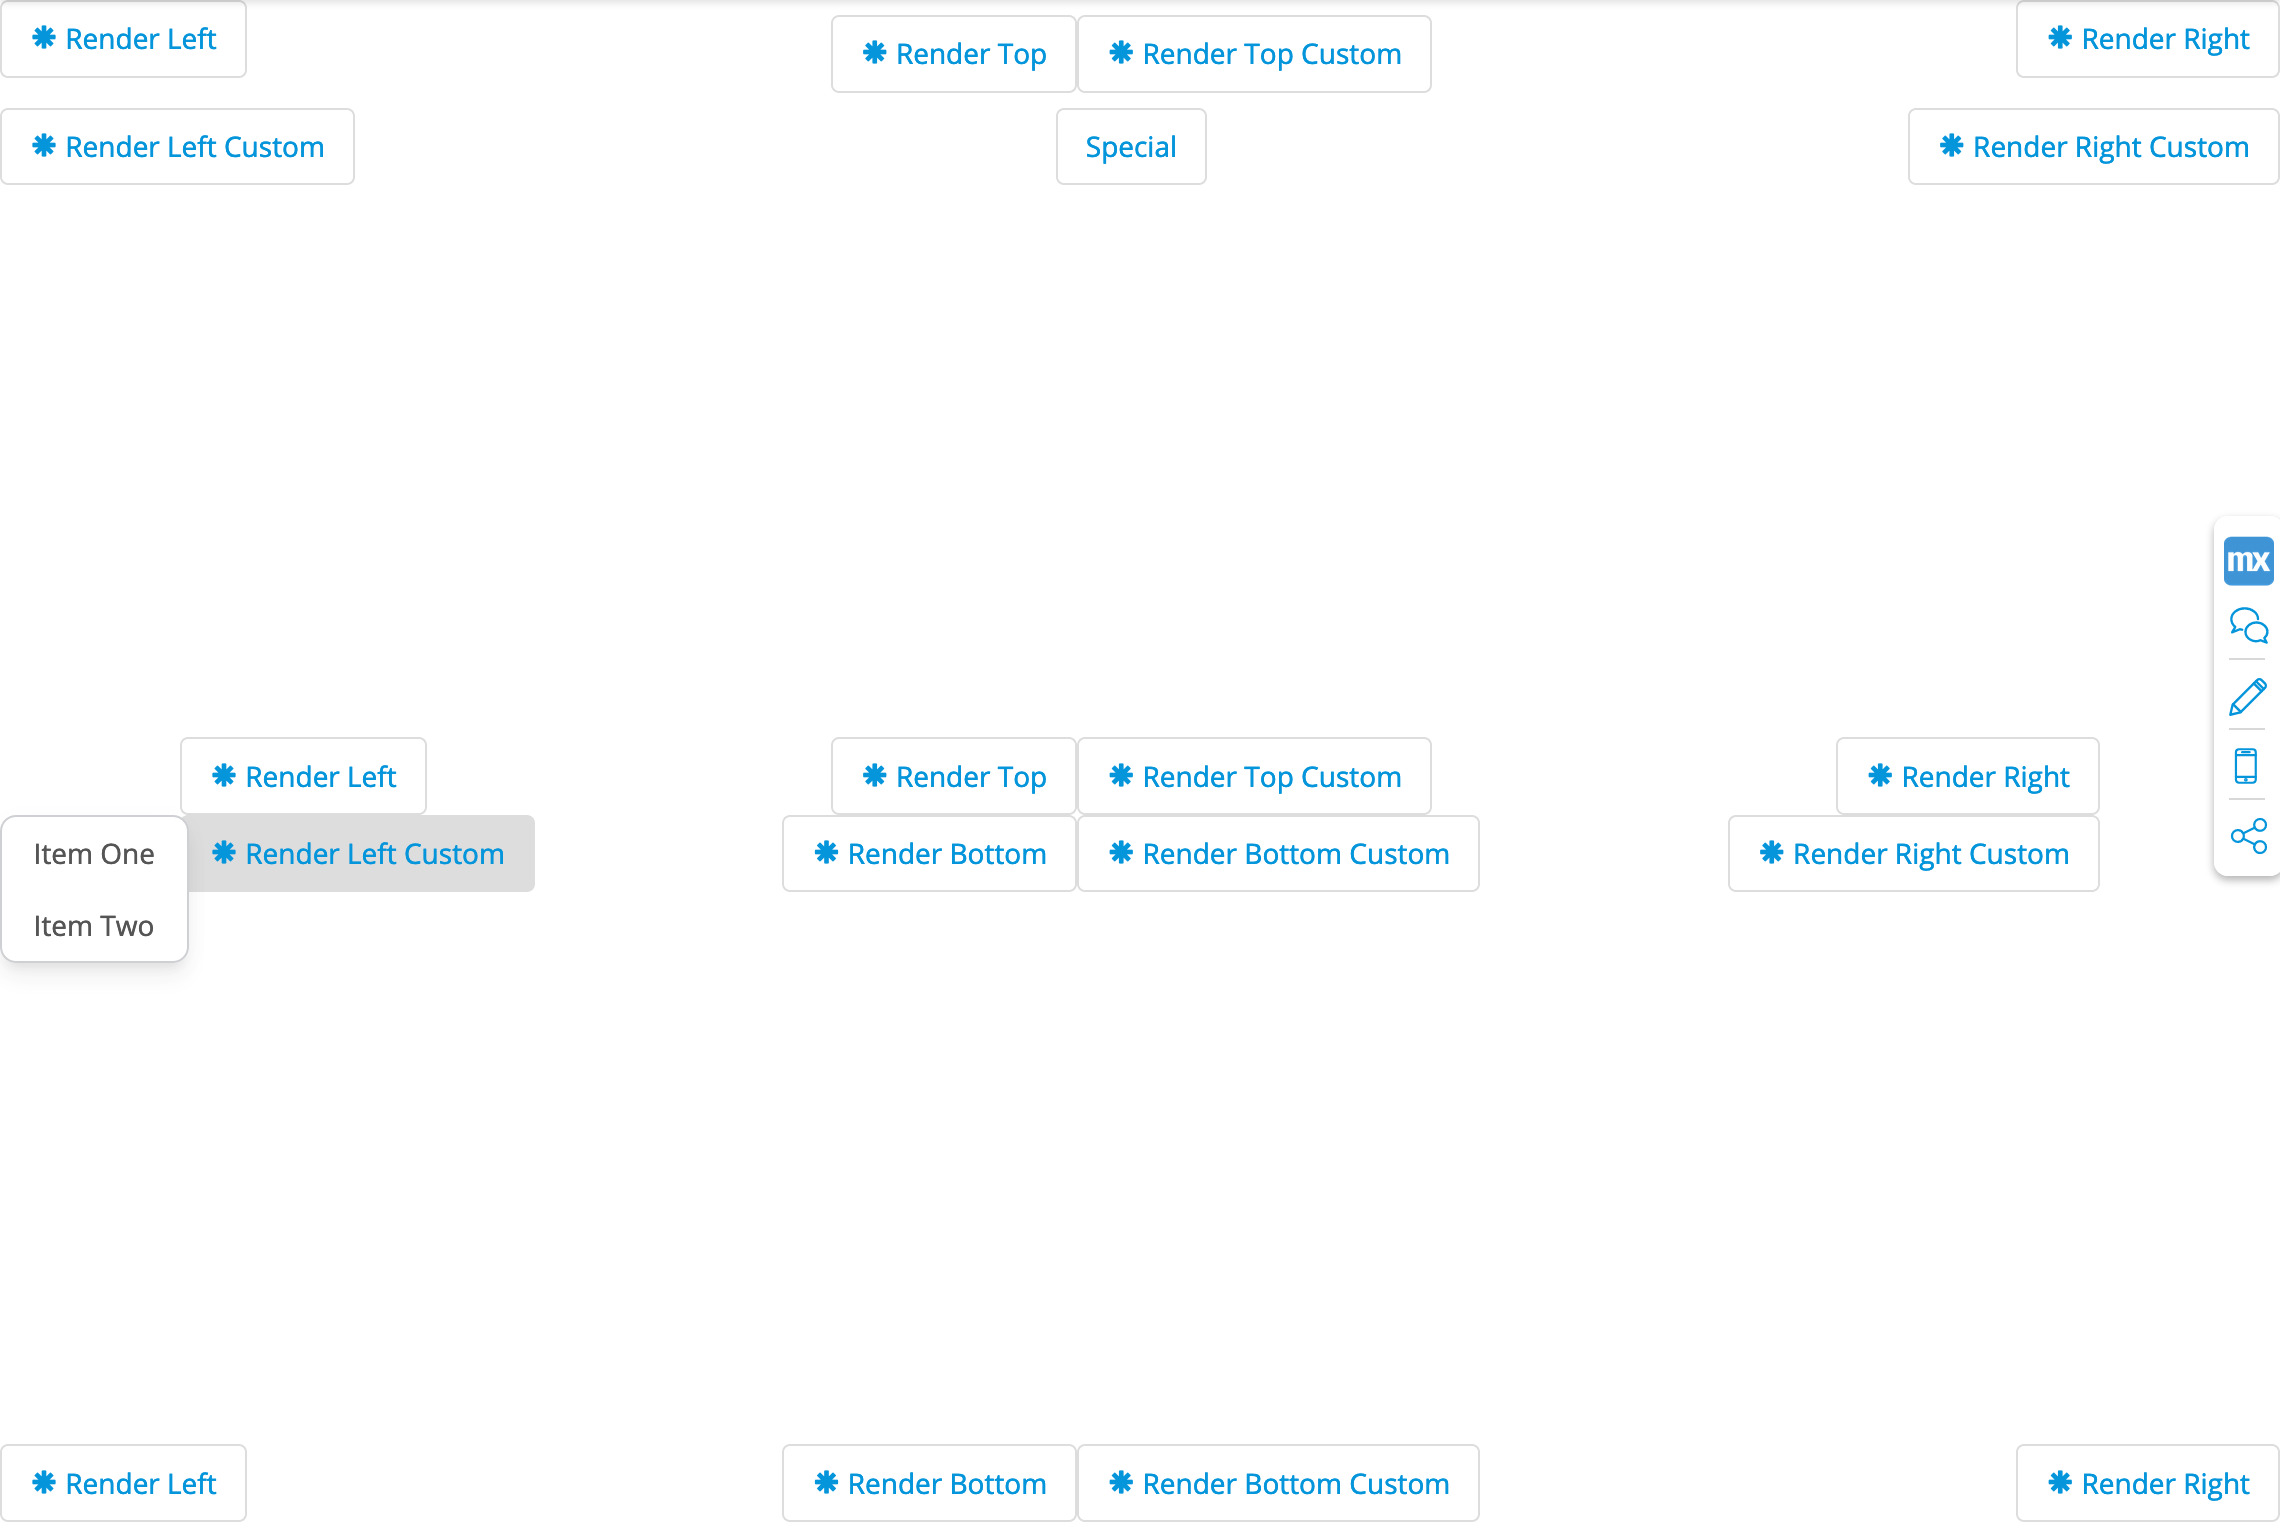 Render Left
Render Top
Render Top Custom
Render Right
Render Left Custom
Special
Render Right Custom
mx
Render Left
Render Top
Render Top Custom
Render Right
Item One
Render Left Custom
Render Bottom
Render Bottom Custom
Render Right Custom
Item Two
Render Left
Render Bottom
Render Bottom Custom
Render Right